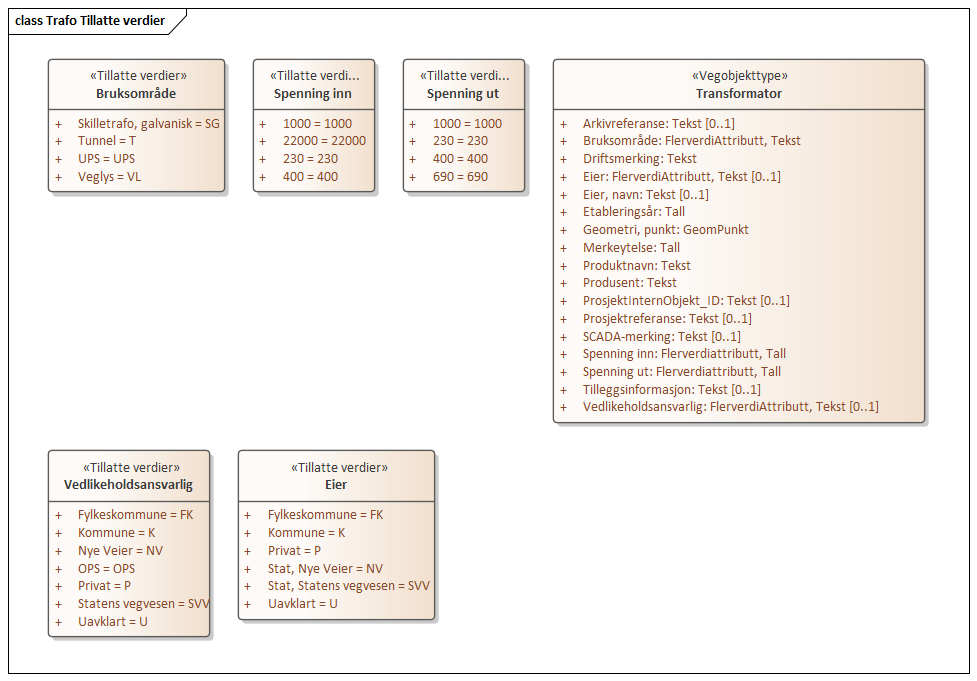 class Trafo Tillatte verdier
«Tillatte verdier»
Bruksområde
+ Skilletrafo, galvanisk = SG
+ Tunnel = T
+ UPS = UPS
+ Veglys = VL
«Tillatte verdi...
Spenning inn
+ 1000 = 1000
+ 22000 = 22000
+ 230 = 230
+ 400 = 400
«Tillatte verdi...
Spenning ut
+ 1000 = 1000
+ 230 = 230
+ 400 = 400
+ 690 = 690
«Vegobjekttype»
Transformator
+ Arkivreferanse: Tekst [0..1]
+ Bruksområde: FlerverdiAttributt, Tekst
+ Driftsmerking: Tekst
+ Eier: FlerverdiAttributt, Tekst [0..1]
+ Eier, navn: Tekst [0..1]
+ Etableringsår: Tall
+ Geometri, punkt: GeomPunkt
+ Merkeytelse: Tall
+ Produktnavn: Tekst
+ Produsent: Tekst
+ ProsjektInternObjekt_ID: Tekst [0..1]
+ Prosjektreferanse: Tekst [0..1]
+ SCADA-merking: Tekst [0..1]
+ Spenning inn: Flerverdiattributt, Tall
+ Spenning ut: Flerverdiattributt, Tall
+ Tilleggsinformasjon: Tekst [0..1]
+ Vedlikeholdsansvarlig: FlerverdiAttributt, Tekst [0..1]
«Tillatte verdier»
Vedlikeholdsansvarlig
+ Fylkeskommune = FK
+ Kommune = K
+ Nye Veier = NV
+ OPS = OPS
+ Privat = P
+ Statens vegvesen = SVV
+ Uavklart = U
«Tillatte verdier»
Eier
+ Fylkeskommune = FK
+ Kommune = K
+ Privat = P
+ Stat, Nye Veier = NV
+ Stat, Statens vegvesen = SVV
+ Uavklart = U